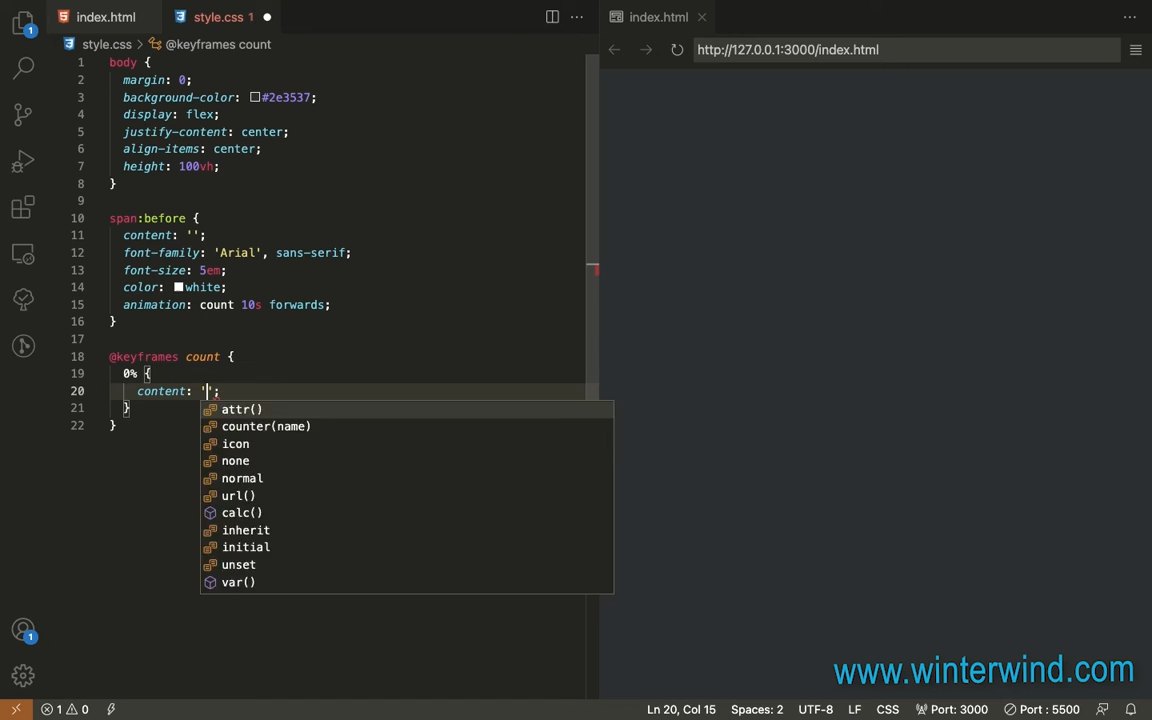 index.html
style.css 1
index.html
style.css > @keyframes count
http://127.0.0.1:3000/index.html
1 body {
2 margin: 0;
3 background-color: #2e3537;
4 display: flex;
5 justify-content: center;
6 align-items: center;
7 height: 100vh;
8 }
9
10 span:before {
11 content: '';
12 font-family: 'Arial', sans-serif;
13 font-size: 5em;
14 color: white;
15 animation: count 10s forwards;
16 }
17
18 @keyframes count {
19 0% {
20 content: '';
21 }
22 }
attr()
counter(name)
icon
none
normal
url()
calc()
inherit
initial
unset
var()
1
1
www.winterwind.com
1 0
Ln 20, Col 15
Spaces: 2
UTF-8
LF
CSS
Port: 3000
Port : 5500